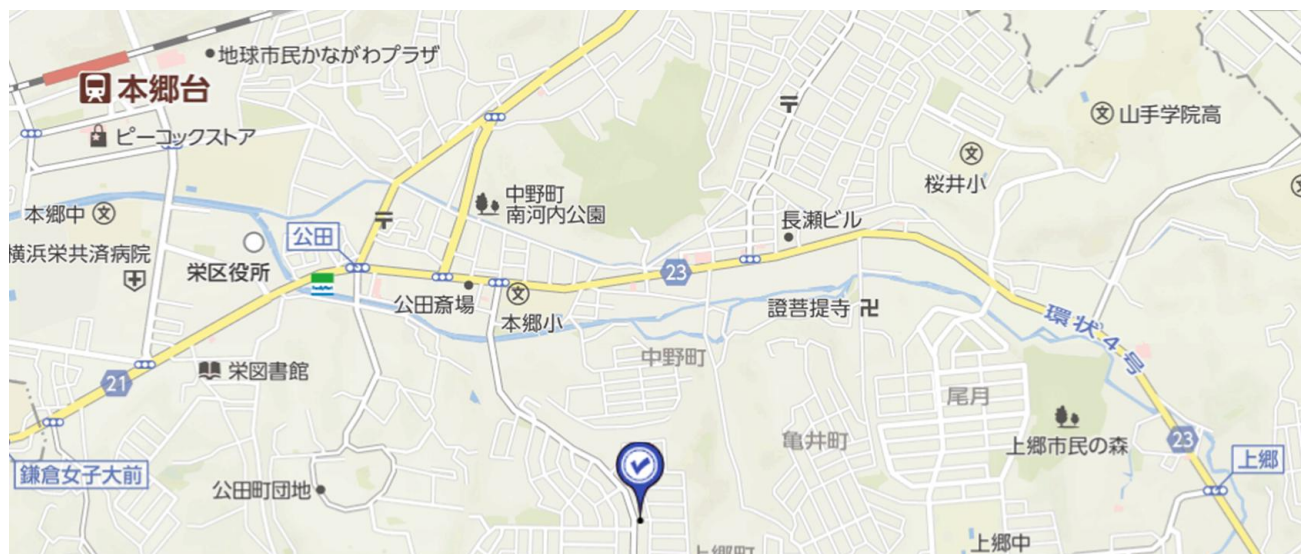 地球市民かながわプラザ
本郷台
ピーコックストア
山手学院高
桜井小
中野町
南河内公園
本郷中
長瀬ビル
公田
横浜栄共済病院
栄区役所
23
FamilyMart
公田斎場
本郷小
證菩提寺
環状4号
中野町
栄図書館
21
尾月
亀井町
上郷市民の森
23
上郷
鎌倉女子大前
公田町団地
上郷中
上郷町